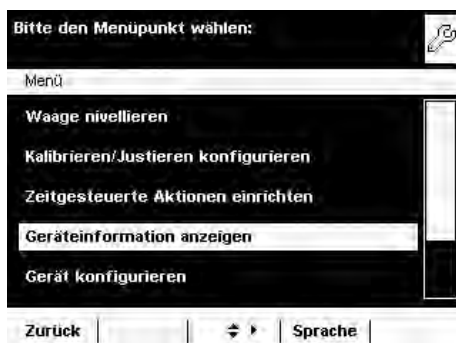 Bitte den Menüpunkt wählen:
Menü
Waage nivellieren
Kalibrieren/Justieren konfigurieren
Zeitgesteuerte Aktionen einrichten
Geräteinformation anzeigen
Gerät konfigurieren
Zurück
Sprache